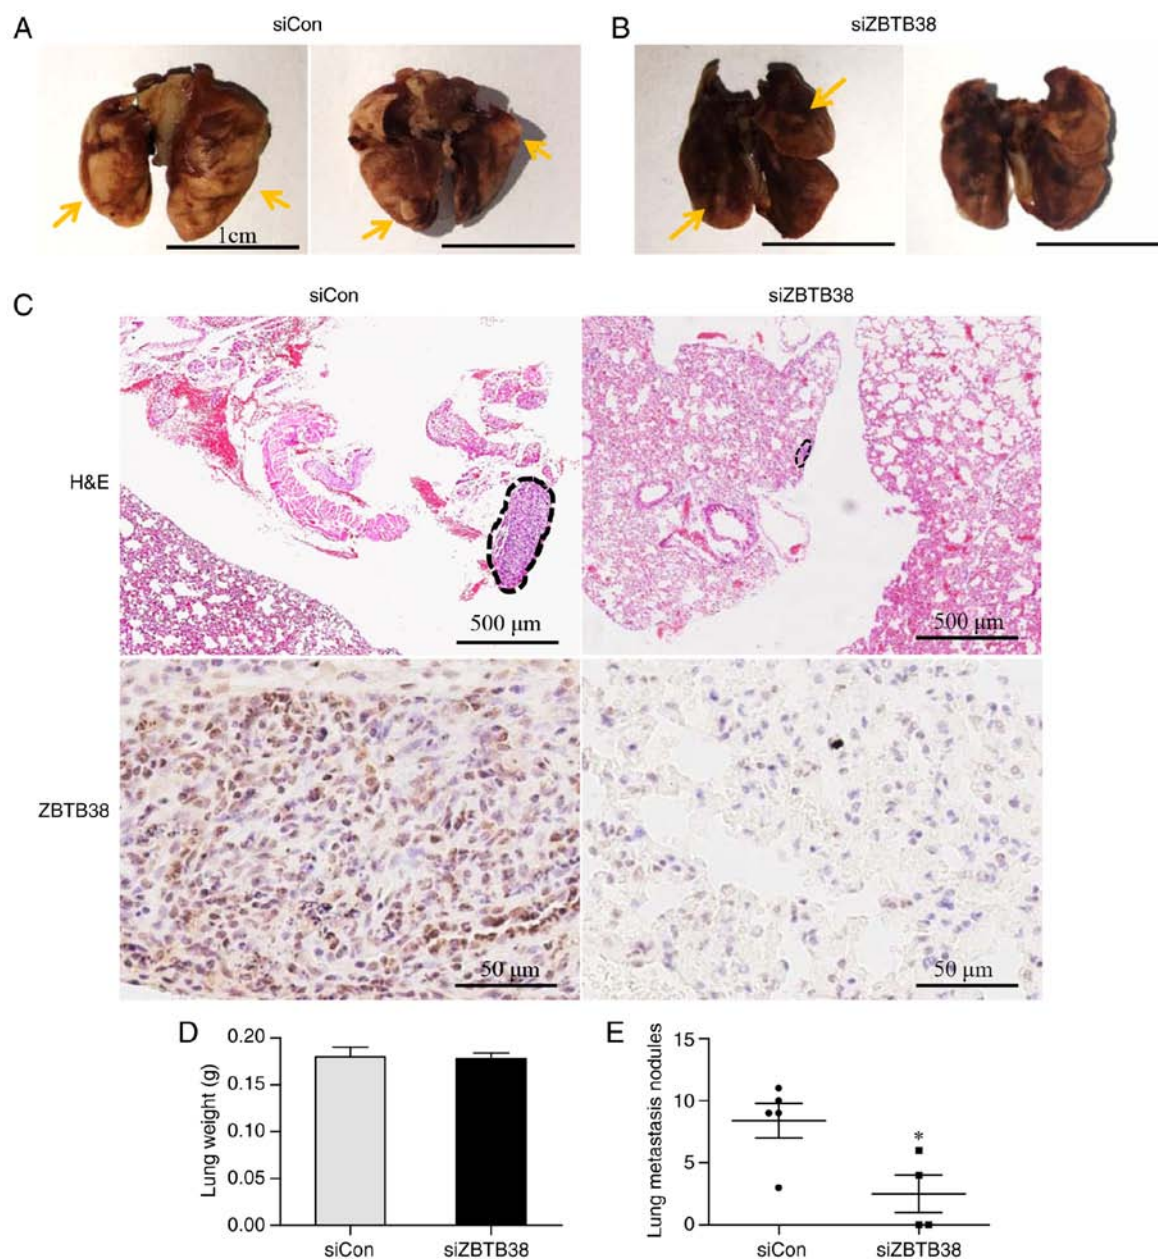 A
siCon
B
siZBTB38
1cm
C
siCon
siZBTB38
H&E
500 μm
500 μm
ZBTB38
50 μm
50 μm
D
Lung weight (g)
0.20
0.15
0.10
0.05
0.00
siCon
siZBTB38
E
Lung metastasis nodules
15
10
5
0
*
siCon
siZBTB38